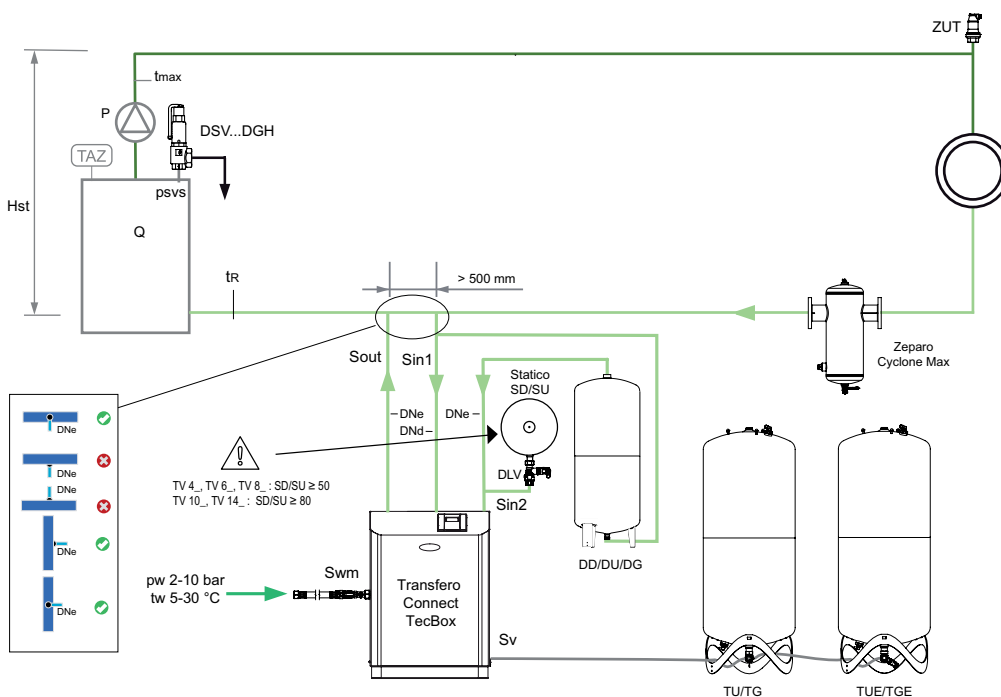 ZUT
tmax
P
DSV...DGH
TAZ
psvs
Hst
Q
tR
> 500 mm
Zeparo
Cyclone Max
Sout
Sin1
Statico
SD/SU
DNe
DNd
DNe
DLV
Sin2
TV 4_, TV 6_, TV 8_ : SD/SU ≥ 50
TV 10_, TV 14_ : SD/SU ≥ 80
DD/DU/DG
DNe
DNe
DNe
DNe
DNe
pw 2-10 bar
tw 5-30 °C
Swm
Transfero
Connect
TecBox
Sv
TU/TG
TUE/TGE